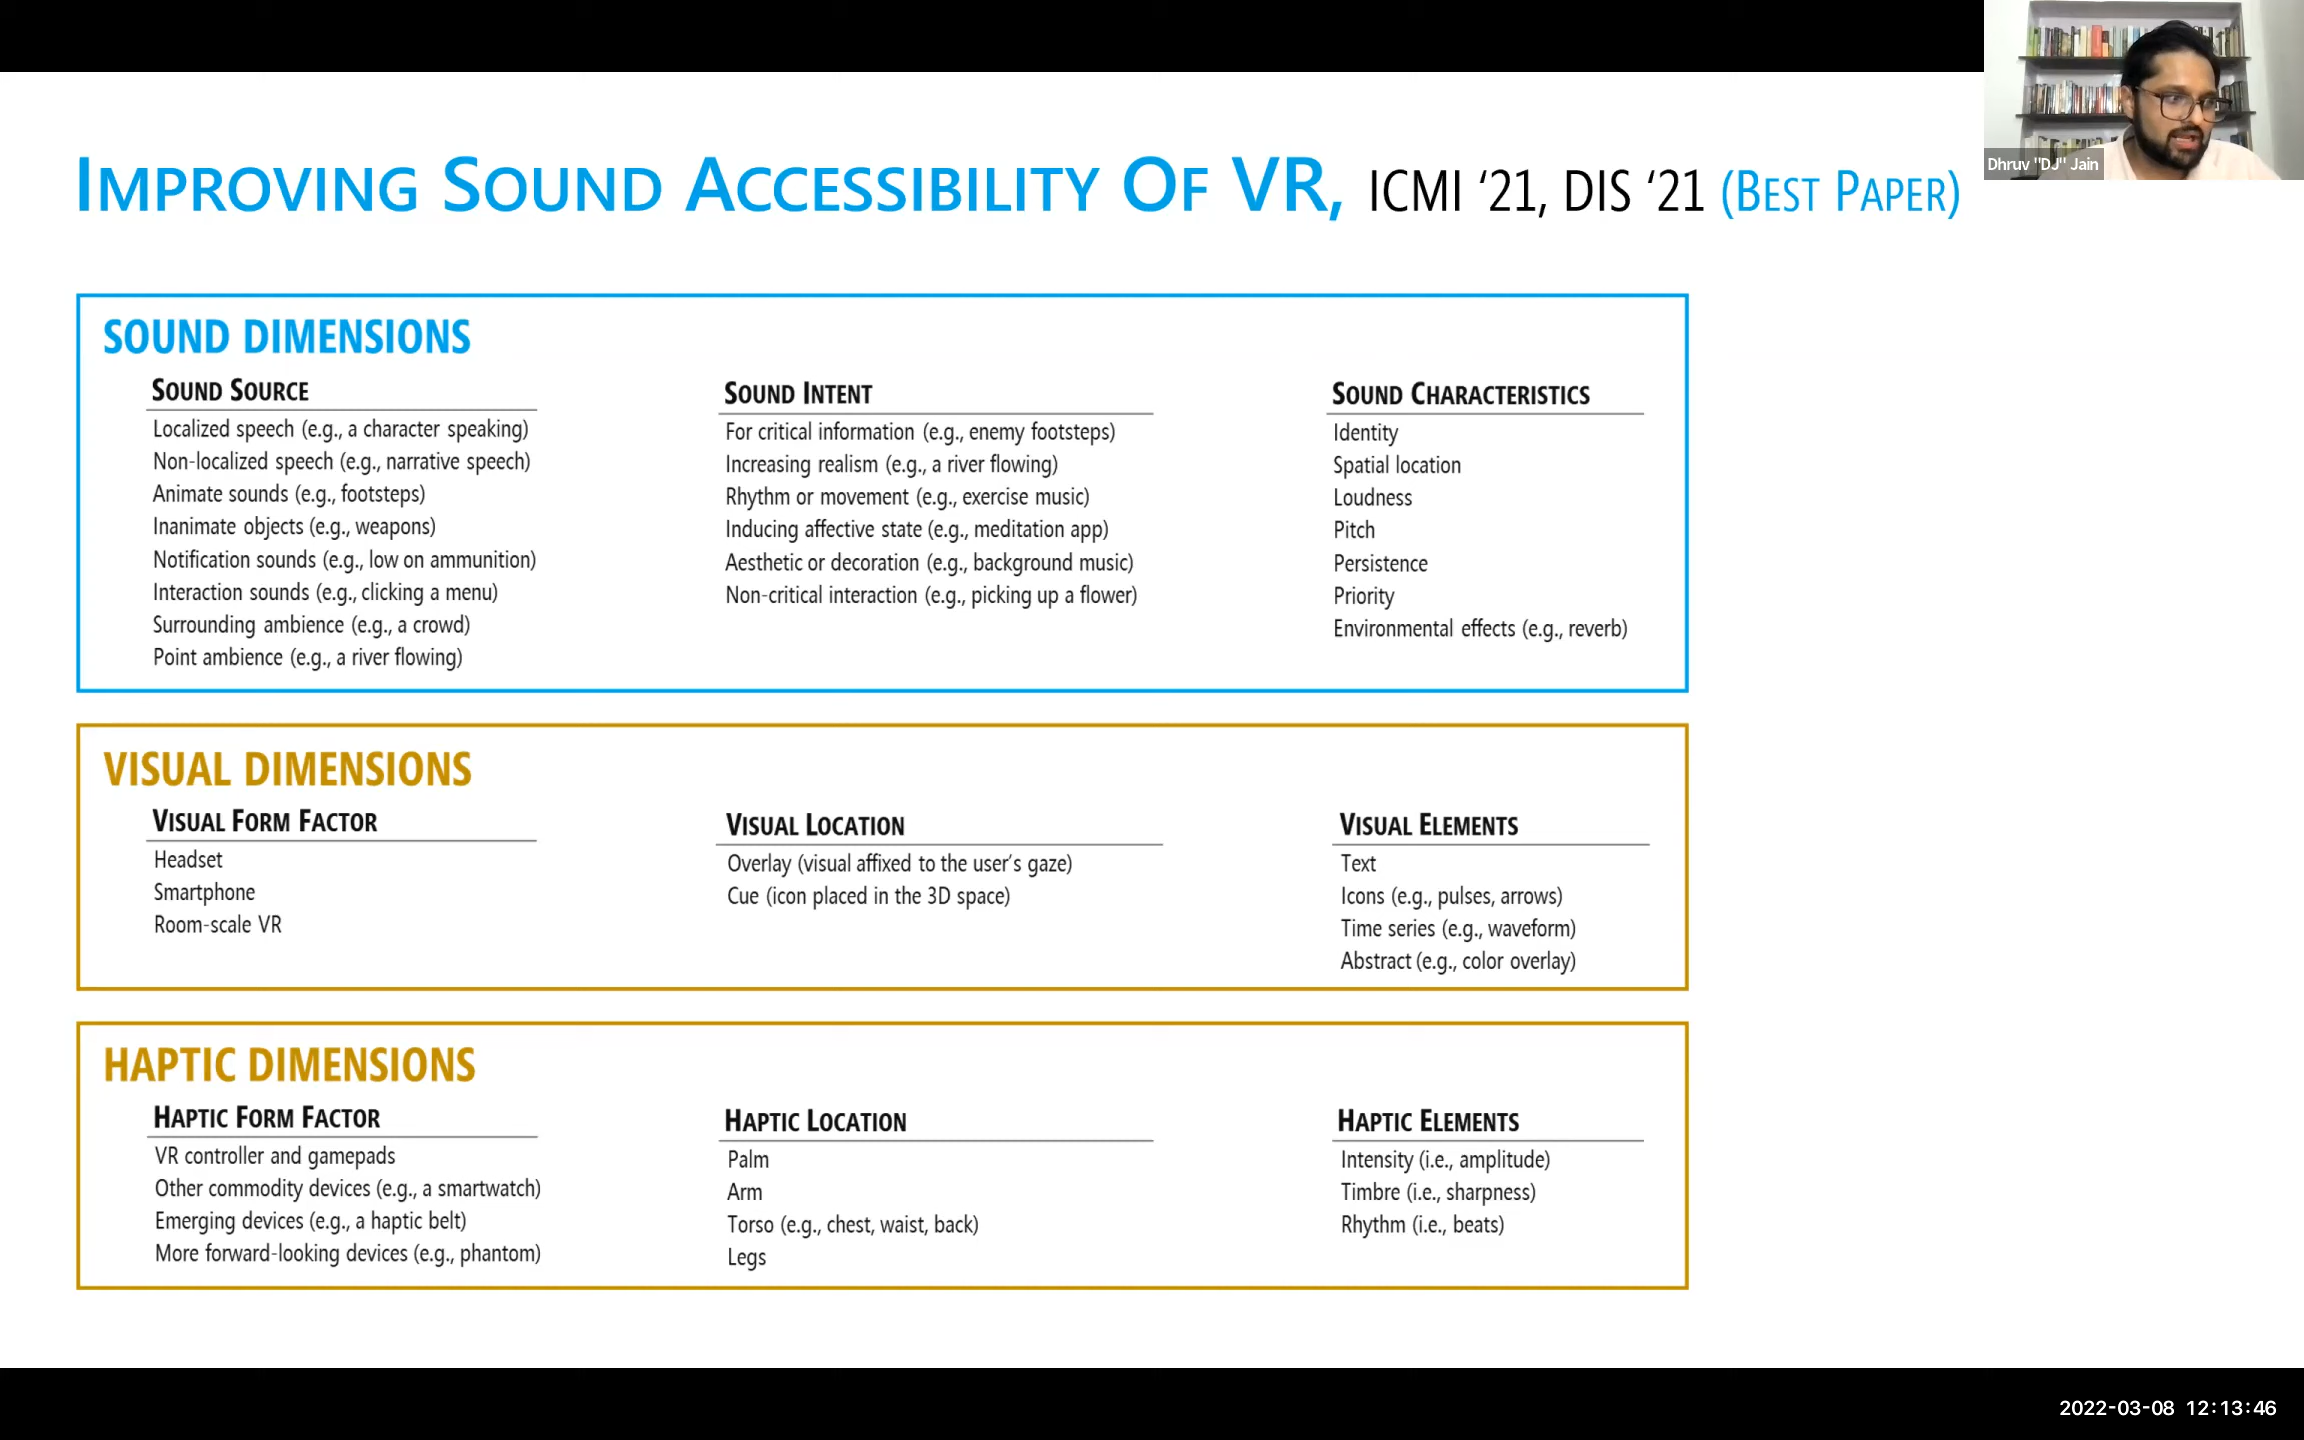 IMPROVING SOUND ACCESSIBILITY OF VR, ICMI ‘21, DIS ‘21 (BEST PAPER)
Dhruv "DJ" Jain
SOUND DIMENSIONS
SOUND SOURCE
Localized speech (e.g., a character speaking)
Non-localized speech (e.g., narrative speech)
Animate sounds (e.g., footsteps)
Inanimate objects (e.g., weapons)
Notification sounds (e.g., low on ammunition)
Interaction sounds (e.g., clicking a menu)
Surrounding ambience (e.g., a crowd)
Point ambience (e.g., a river flowing)
SOUND INTENT
For critical information (e.g., enemy footsteps)
Increasing realism (e.g., a river flowing)
Rhythm or movement (e.g., exercise music)
Inducing affective state (e.g., meditation app)
Aesthetic or decoration (e.g., background music)
Non-critical interaction (e.g., picking up a flower)
SOUND CHARACTERISTICS
Identity
Spatial location
Loudness
Pitch
Persistence
Priority
Environmental effects (e.g., reverb)
VISUAL DIMENSIONS
VISUAL FORM FACTOR
Headset
Smartphone
Room-scale VR
VISUAL LOCATION
Overlay (visual affixed to the user’s gaze)
Cue (icon placed in the 3D space)
VISUAL ELEMENTS
Text
Icons (e.g., pulses, arrows)
Time series (e.g., waveform)
Abstract (e.g., color overlay)
HAPTIC DIMENSIONS
HAPTIC FORM FACTOR
VR controller and gamepads
Other commodity devices (e.g., a smartwatch)
Emerging devices (e.g., a haptic belt)
More forward-looking devices (e.g., phantom)
HAPTIC LOCATION
Palm
Arm
Torso (e.g., chest, waist, back)
Legs
HAPTIC ELEMENTS
Intensity (i.e., amplitude)
Timbre (i.e., sharpness)
Rhythm (i.e., beats)
2022-03-08 12:13:46